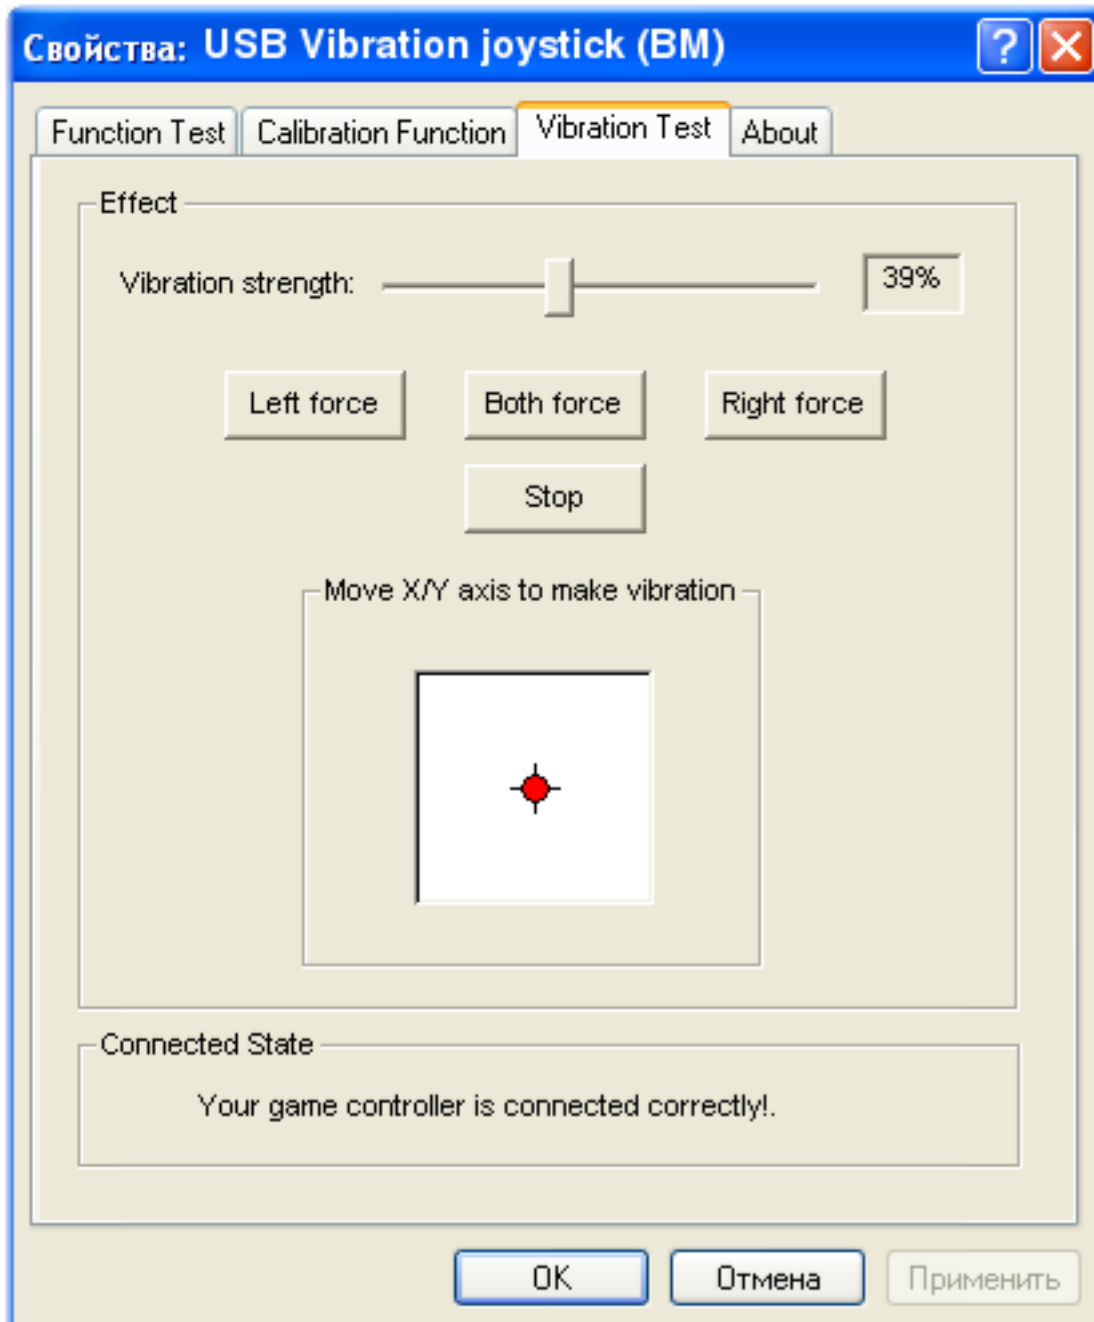 Свойства: USB Vibration joystick (BM)
Function Test Calibration Function Vibration Test About
Effect
Vibration strength: 39%
Left force Both force Right force
Stop
Move X/Y axis to make vibration
Connected State
Your game controller is connected correctly!.
OK Отмена Применить